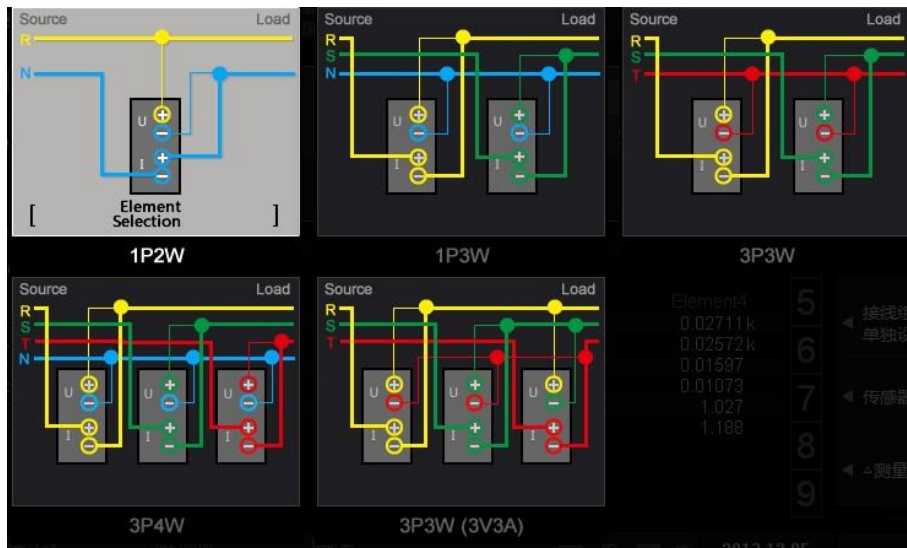 Source Load
R
N
U
I
[ Element Selection ]
1P2W
Source Load
R
S
N
U U
I I
1P3W
Source Load
R
S
T
U U
I I
3P3W
Source Load
R
S
T
N
U U U
I I I
3P4W
Source Load
R
S
T
U U U
I I I
3P3W (3V3A)
Element4
0.02711k
0.02572k
0.01597
0.01073
1.027
1.188
5
6
7
8
9
接线组
单独设
传感器
△测量